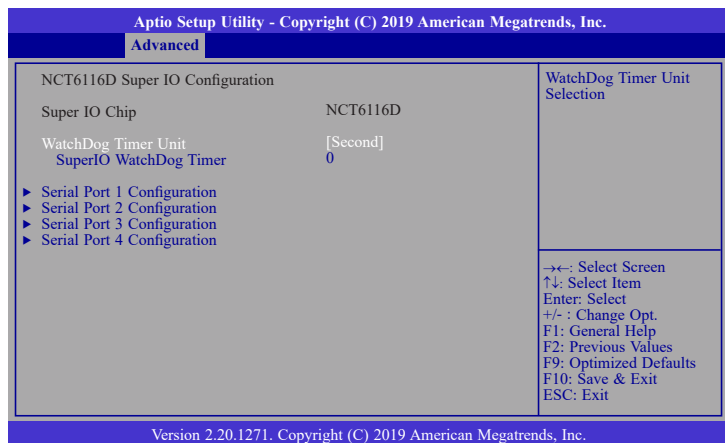 Aptio Setup Utility - Copyright (C) 2019 American Megatrends, Inc.
Advanced
NCT6116D Super IO Configuration
Super IO Chip NCT6116D
WatchDog Timer Unit [Second]
SuperIO WatchDog Timer 0
► Serial Port 1 Configuration
► Serial Port 2 Configuration
► Serial Port 3 Configuration
► Serial Port 4 Configuration
WatchDog Timer Unit
Selection
→←: Select Screen
↑↓: Select Item
Enter: Select
+/- : Change Opt.
F1: General Help
F2: Previous Values
F9: Optimized Defaults
F10: Save & Exit
ESC: Exit
Version 2.20.1271. Copyright (C) 2019 American Megatrends, Inc.